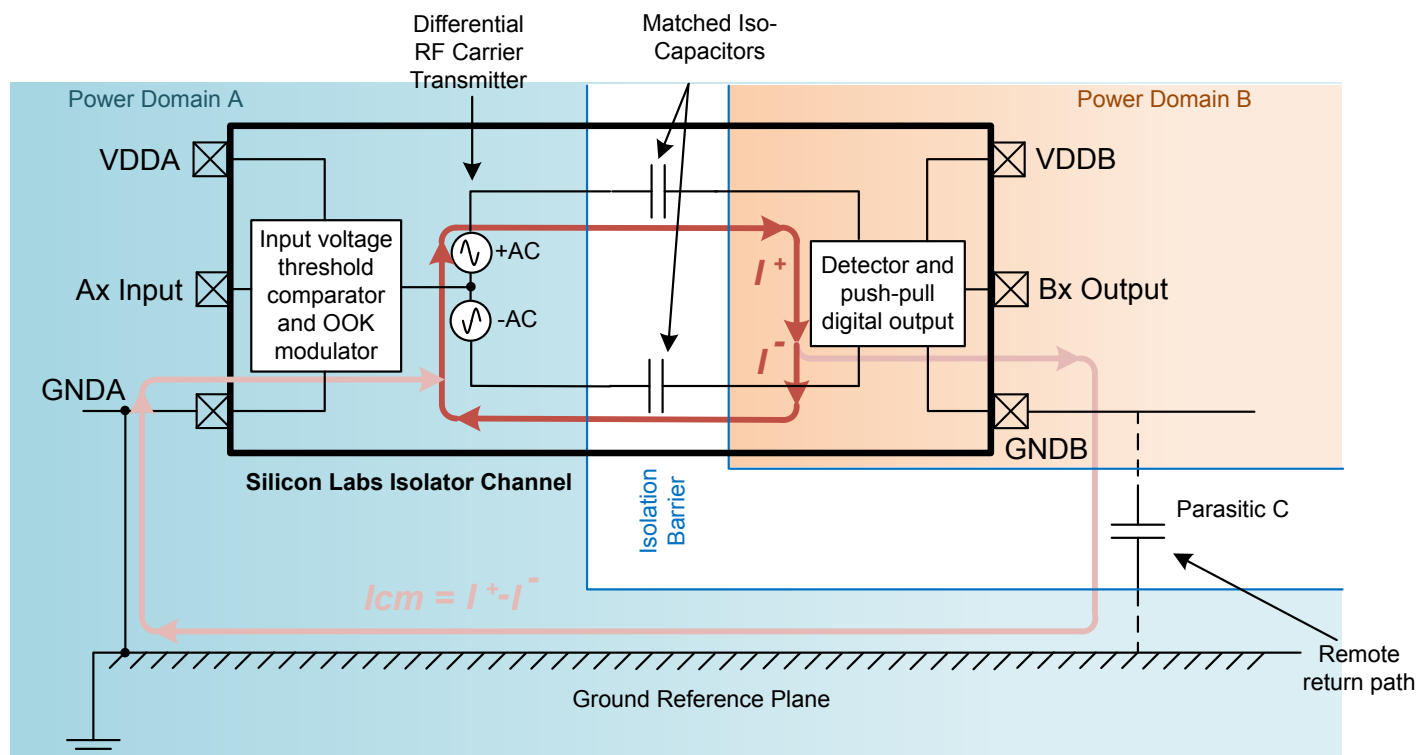 Differential
RF Carrier
Transmitter
Matched Iso-
Capacitors
Power Domain A
Power Domain B
VDDA
VDDB
Input voltage
threshold
comparator
and OOK
modulator
+AC
-AC
I +
I -
Detector and
push-pull
digital output
Ax Input
Bx Output
GNDA
GNDB
Silicon Labs Isolator Channel
Isolation
Barrier
Parasitic C
Icm = I +-I -
Remote
return path
Ground Reference Plane